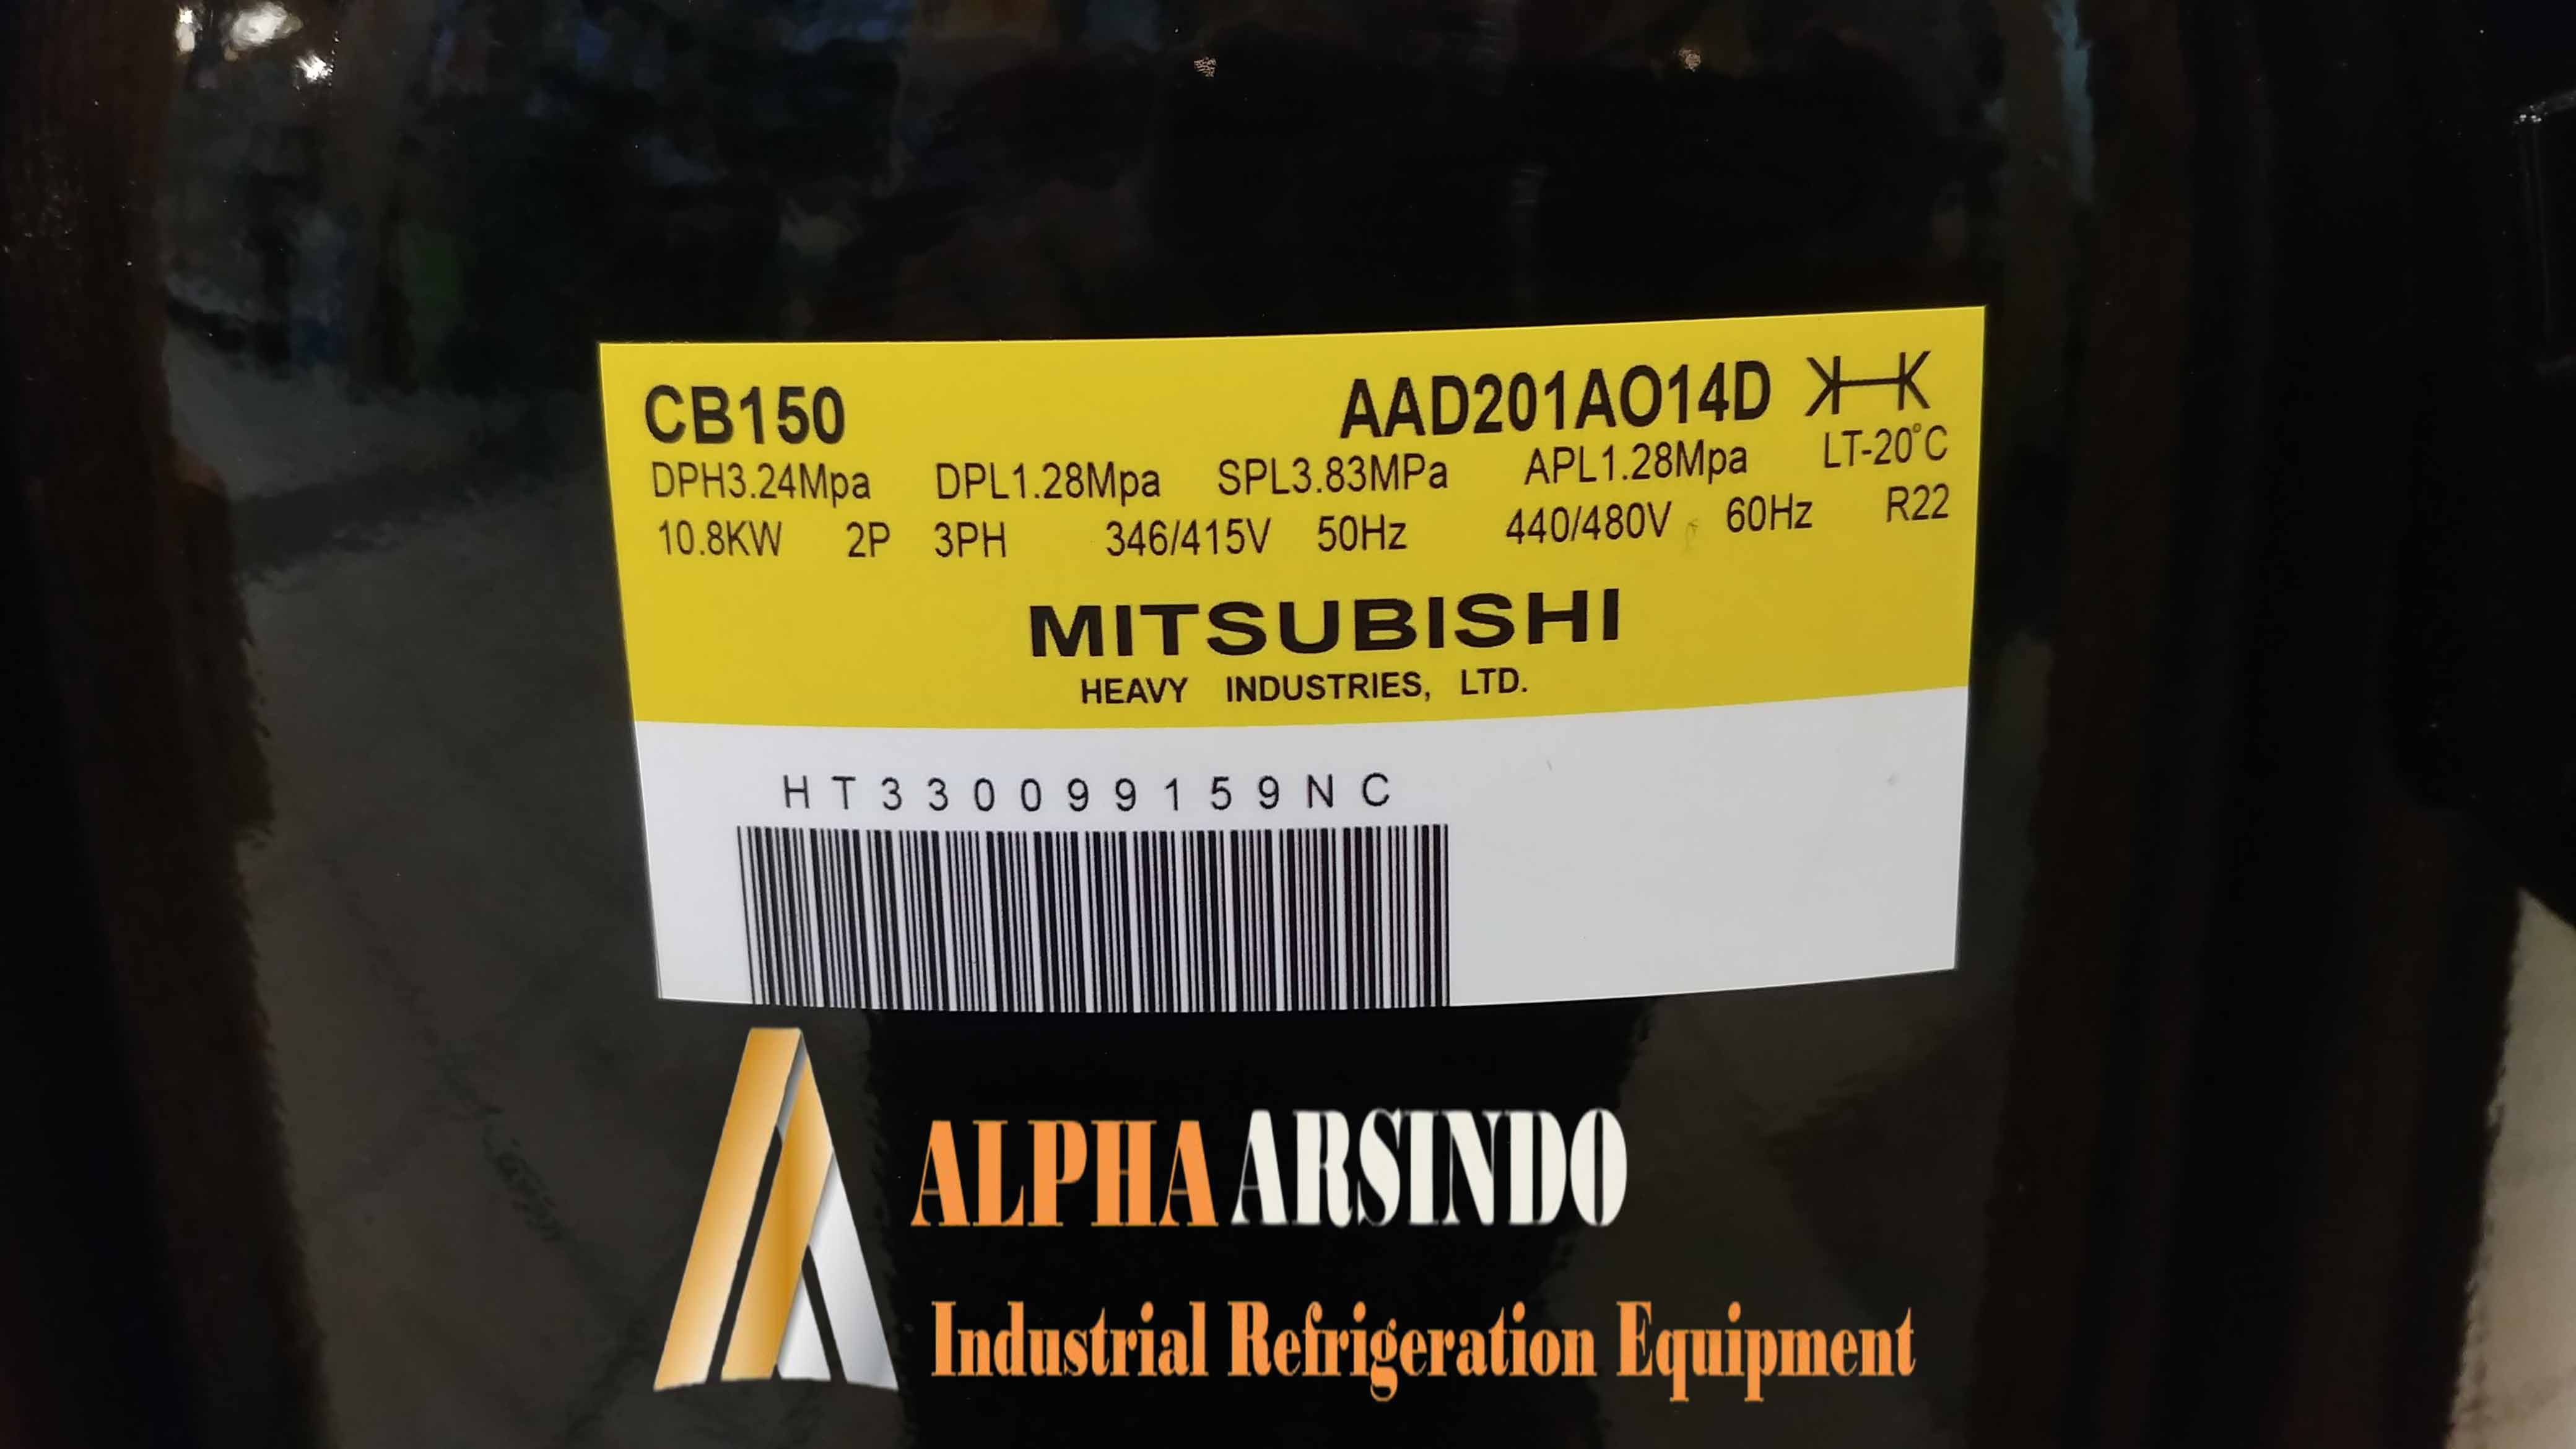 CB150 AAD201AO14D
DPH3.24Mpa DPL1.28Mpa SPL3.83MPa APL1.28Mpa LT-20°C
10.8KW 2P 3PH 346/415V 50Hz 440/480V 60Hz R22
MITSUBISHI
HEAVY INDUSTRIES, LTD.
HT330099159NC
ALPHA ARSINDO
Industrial Refrigeration Equipment